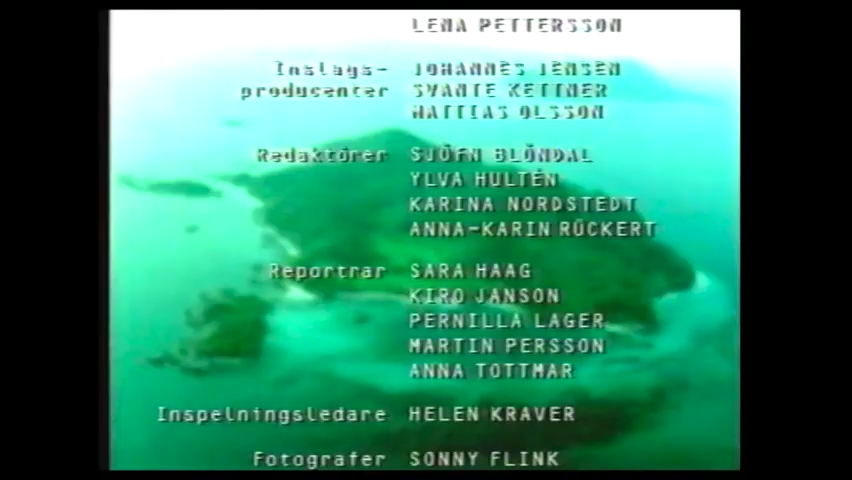 LENA PETTERSSON
Inslags- JOHANNES JENSEN
producenter SVANTE KETTNER
MATTIAS OLSSON
Redaktörer SJÖFN BLÖNDAL
YLVA HULTÉN
KARINA NORDSTEDT
ANNA-KARIN RÜCKERT
Reportrar SARA HAAG
KIRO JANSON
PERNILLA LAGER
MARTIN PERSSON
ANNA TOTTMAR
Inspelningsledare HELEN KRAVER
Fotografer SONNY FLINK